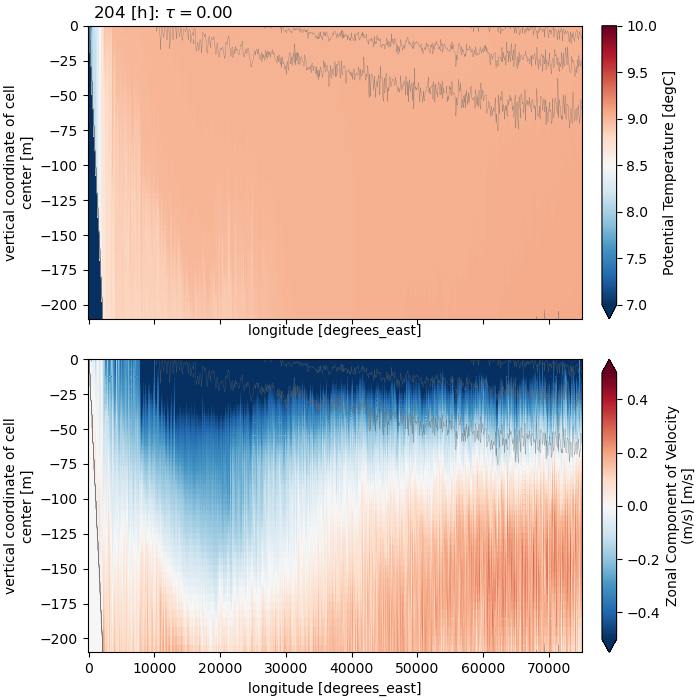 204 [h]: τ = 0.00
0
−25
−50
−75
−100
−125
−150
−175
−200
vertical coordinate of cell
center [m]
longitude [degrees_east]
10.0
9.5
9.0
8.5
8.0
7.5
7.0
Potential Temperature [degC]
0
−25
−50
−75
−100
−125
−150
−175
−200
vertical coordinate of cell
center [m]
0 10000 20000 30000 40000 50000 60000 70000
longitude [degrees_east]
0.4
0.2
0.0
−0.2
−0.4
Zonal Component of Velocity
(m/s) [m/s]